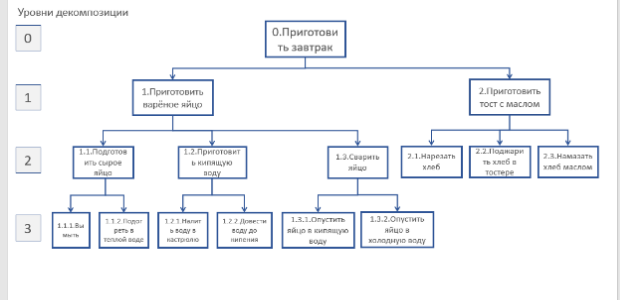 Уровни декомпозиции
0
0.Приготови
ть завтрак
1
1.Приготовить
варёное яйцо
2.Приготовить
тост с маслом
2
1.1.Подготов
ить сырое
яйцо
1.2.Приготовит
ь кипящую
воду
1.3.Сварить
яйцо
2.1.Нарезать
хлеб
2.2.Поджари
ть хлеб в
тостере
2.3.Намазать
хлеб маслом
3
1.1.1.Вы
мыть
1.1.2.Подог
реть в
теплой воде
1.2.1.Налит
ь воду в
кастрюлю
1.2.2.Довести
воду до
кипения
1.3.1.Опустить
яйцо в кипящую
воду
1.3.2.Опустить
яйцо в
холодную воду